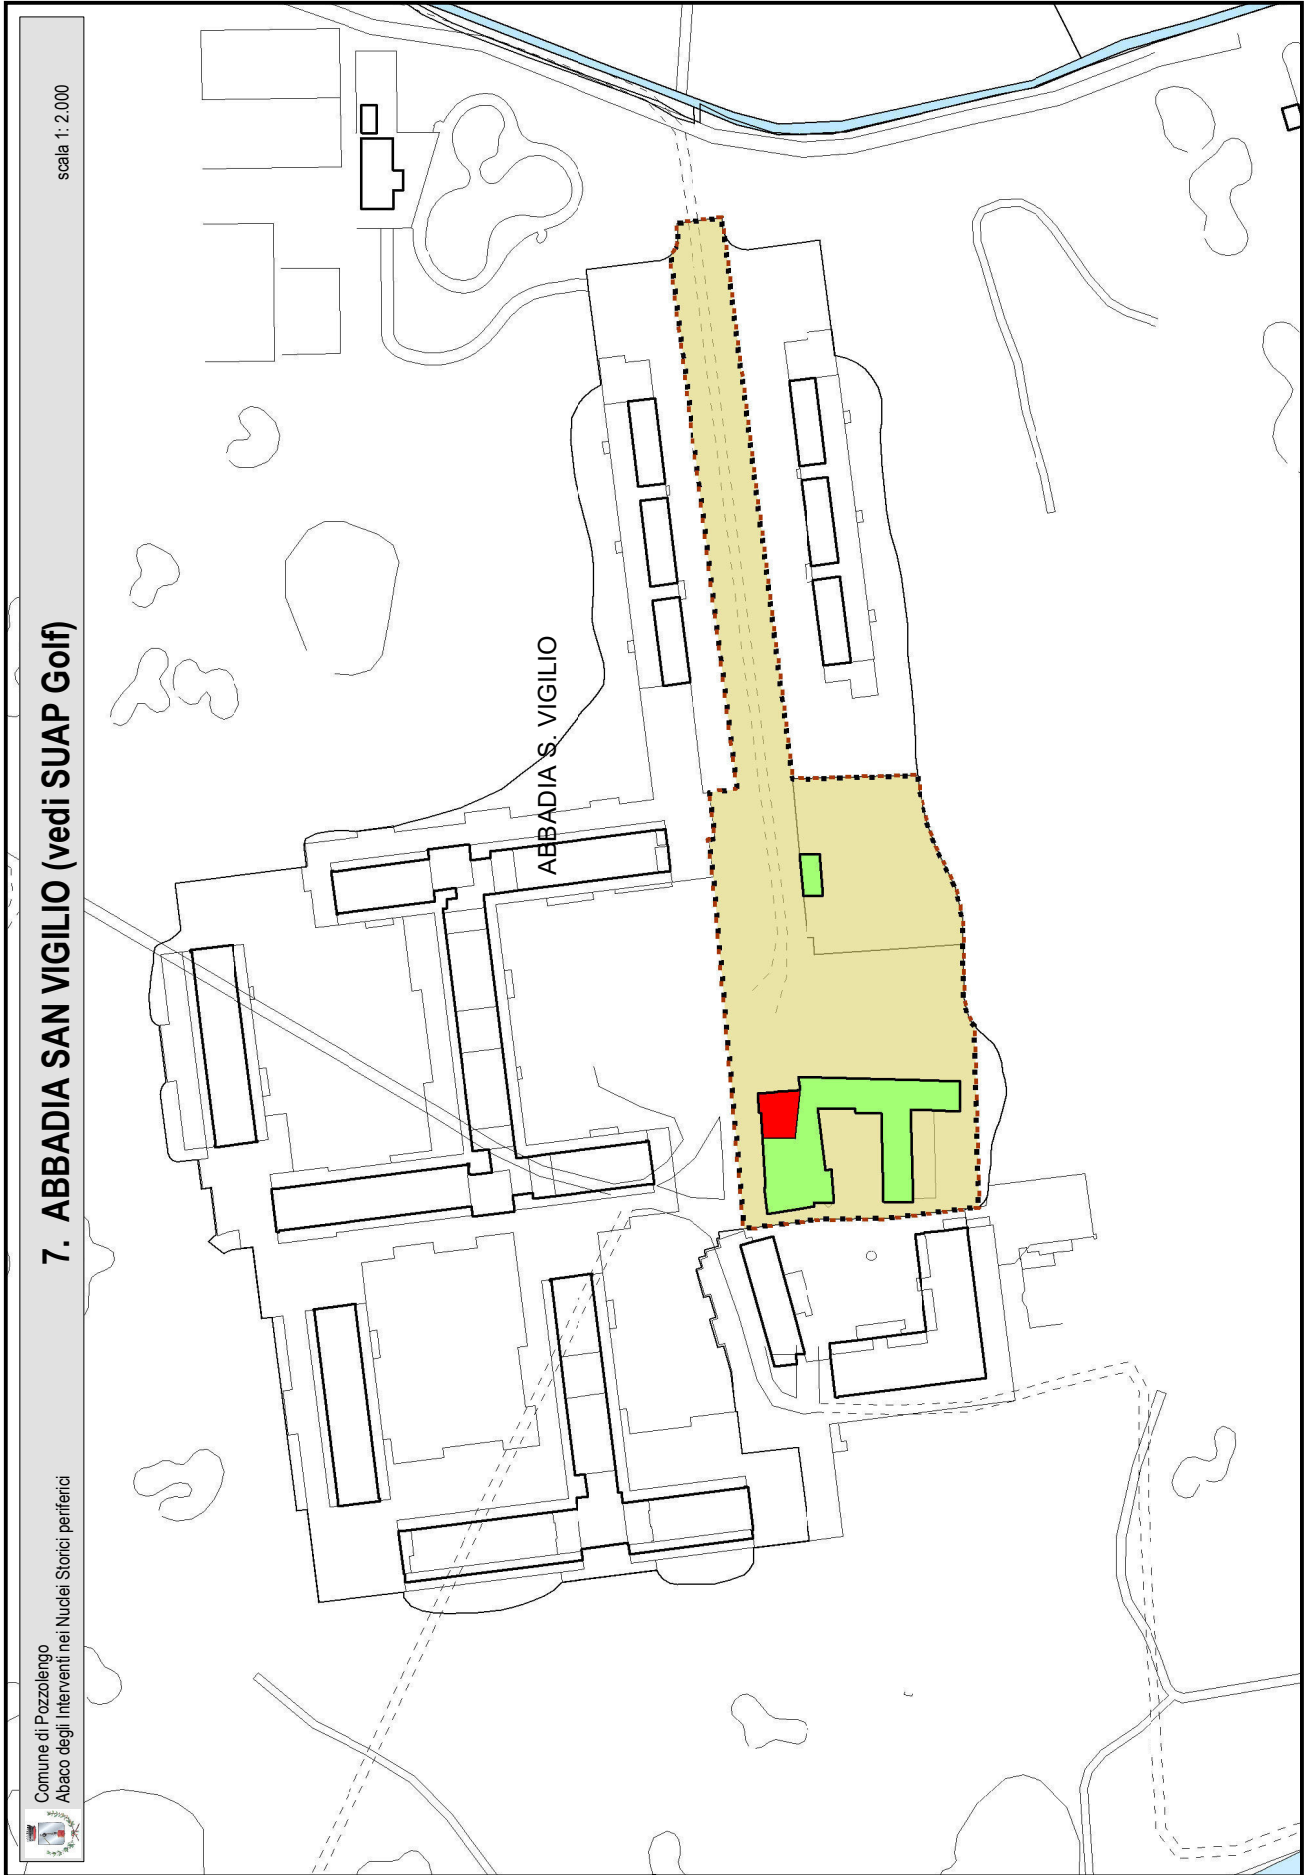 Comune di Pozzolengo
Abaco degli Interventi nei Nuclei Storici periferici
7. ABBADIA SAN VIGILIO (vedi SUAP Golf)
scala 1: 2.000
ABBADIA S. VIGILIO